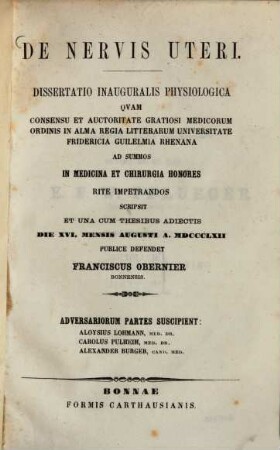 DE NERVIS UTERI.
DISSERTATIO INAUGURALIS PHYSIOLOGICA
QVAM
CONSENSU ET AUCTORITATE GRATIOSI MEDICORUM
ORDINIS IN ALMA REGIA LITTERARUM UNIVERSITATE
FRIDERICIA GUILELMIA RHENANA
AD SUMMOS
IN MEDICINA ET CHIRURGIA HONORES
RITE IMPETRANDOS
SCRIPSIT
ET UNA CUM THESIBUS ADIECTIS
DIE XVI. MENSIS AUGUSTI A. MDCCCLXII
PUBLICE DEFENDET
FRANCISCUS OBERNIER
BONNENSIS.
ADVERSARIORUM PARTES SUSCIPIENT:
ALOYSIUS LOHMANN, MED. DR.
CAROLUS PULHEIM, MED. DR.
ALEXANDER BURGER, CAND. MED.
BONNAE
FORMIS CARTHAUSIANIS.